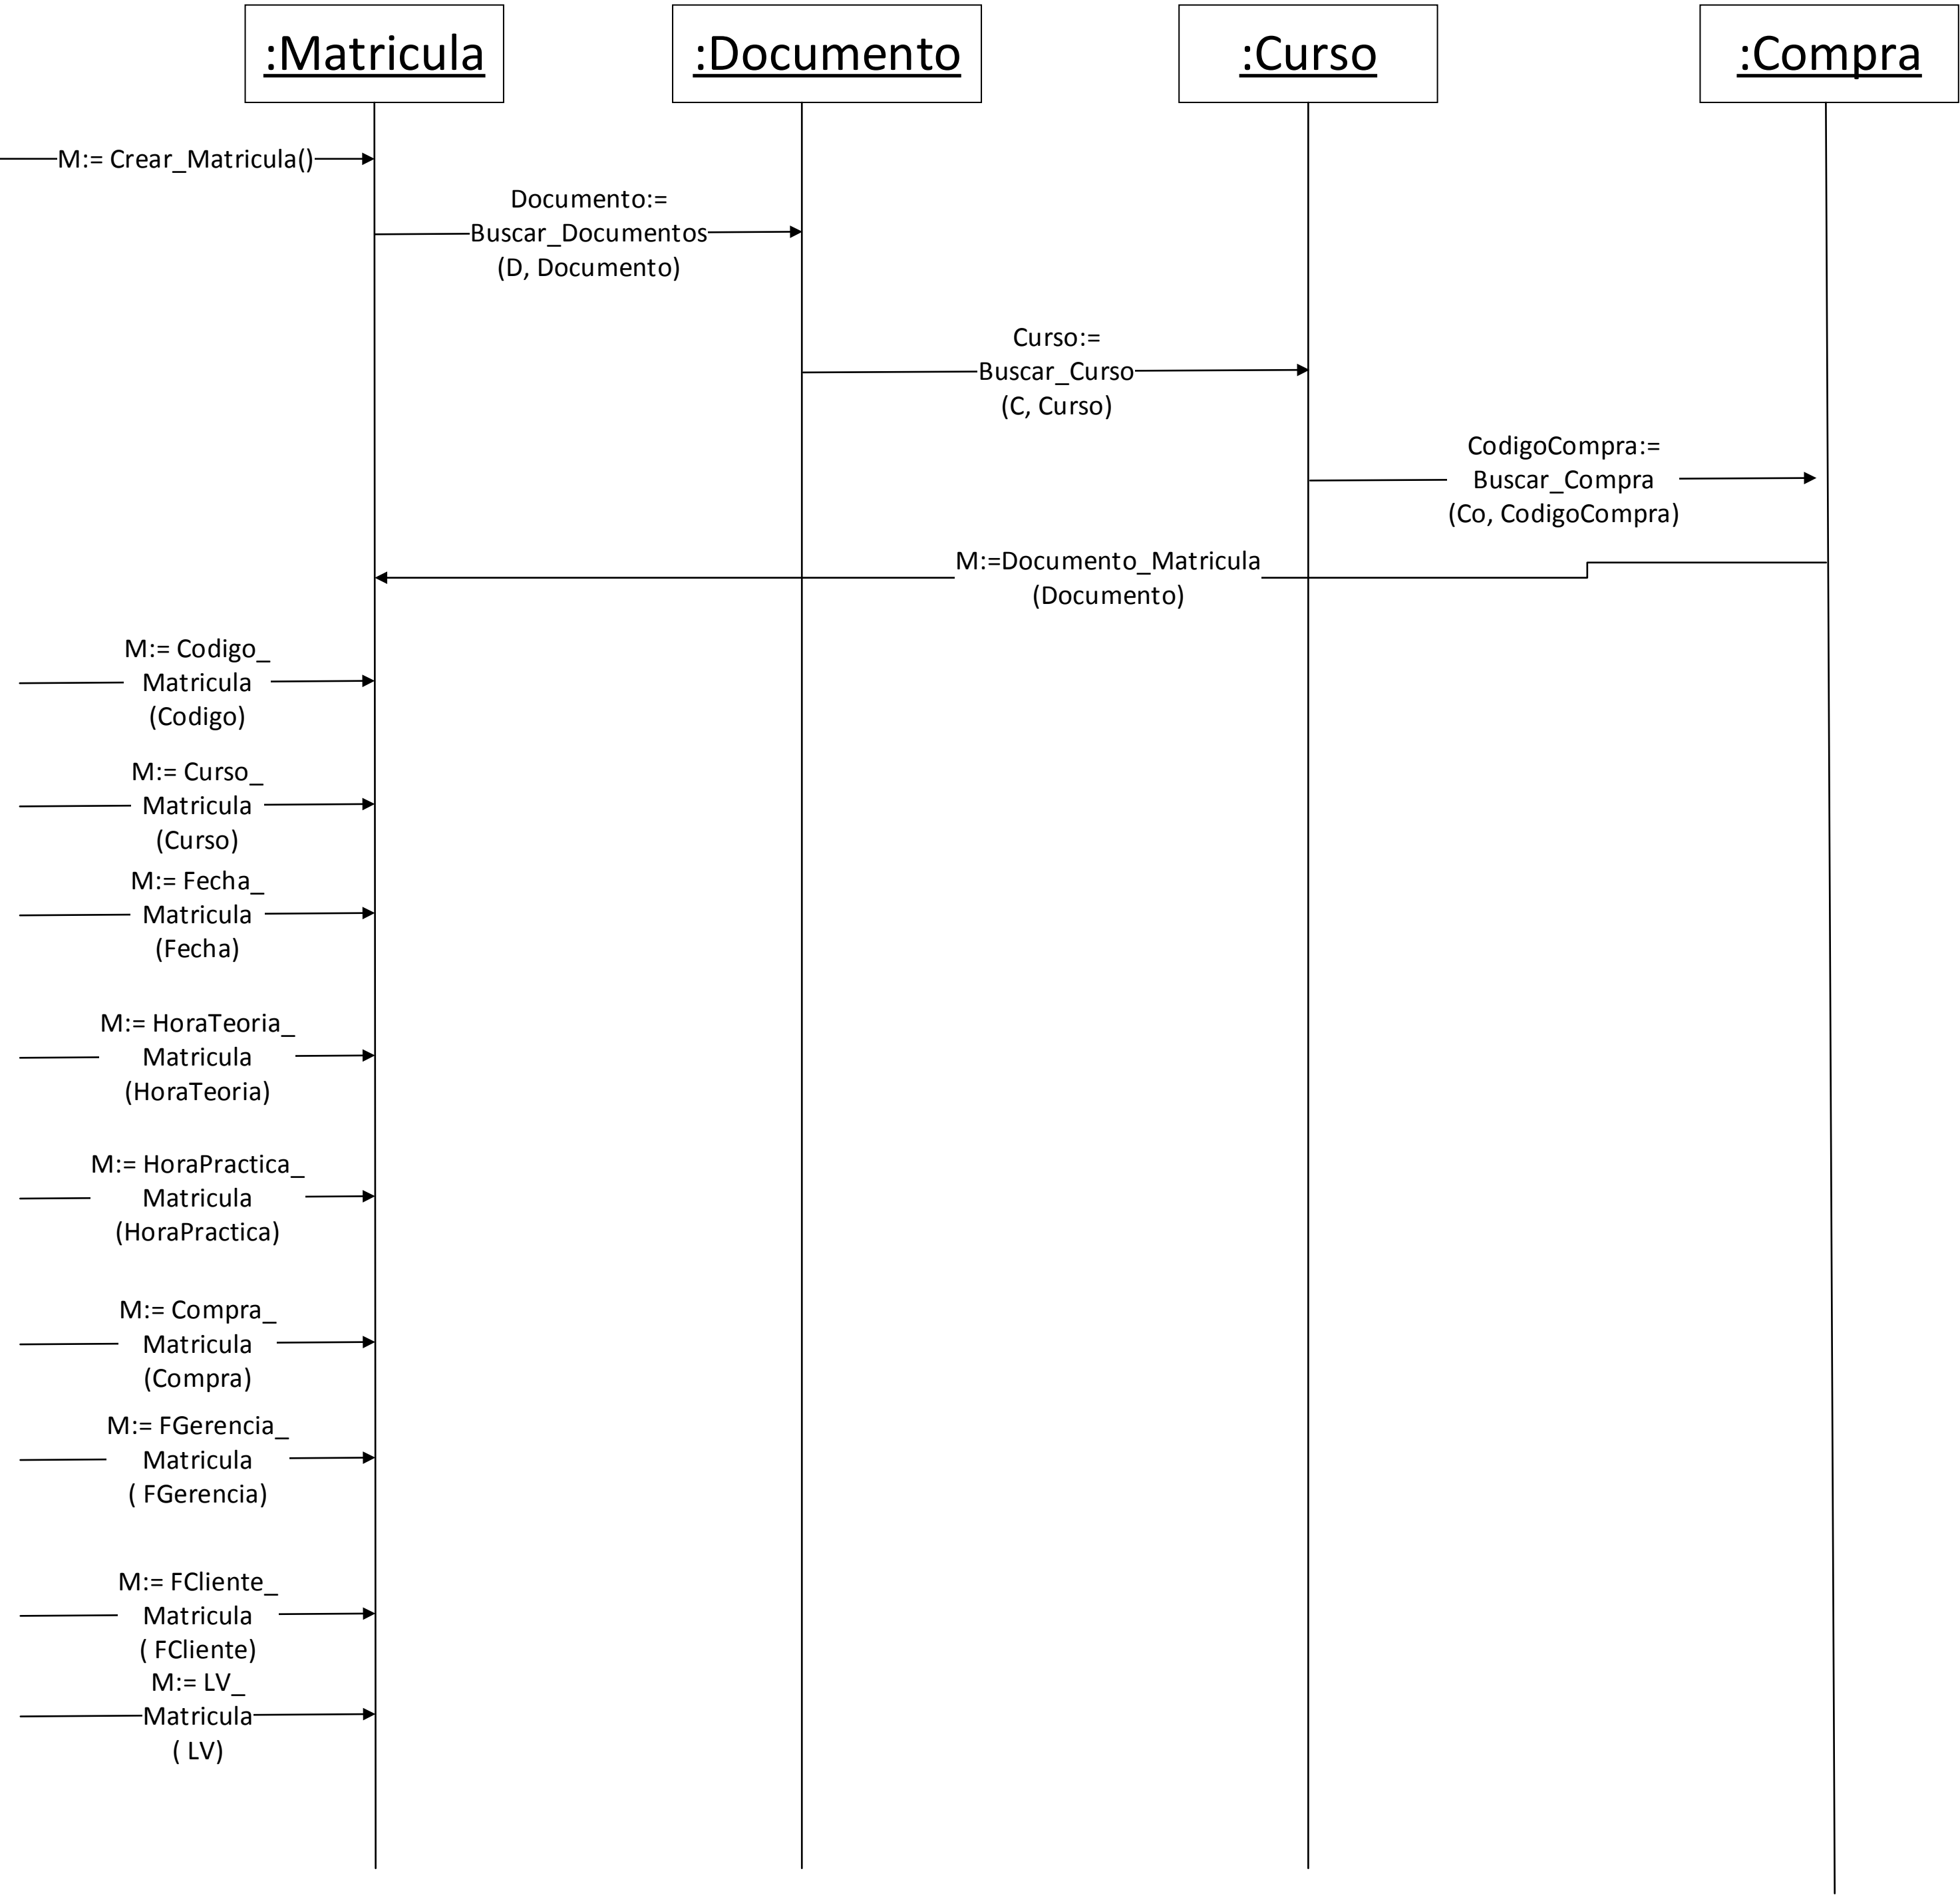 :Matricula
:Documento
:Curso
:Compra
M:= Crear_Matricula()
Documento:=
Buscar_Documentos
(D, Documento)
Curso:=
Buscar_Curso
(C, Curso)
CodigoCompra:=
Buscar_Compra
(Co, CodigoCompra)
M:=Documento_Matricula
(Documento)
M:= Codigo_
Matricula
(Codigo)
M:= Curso_
Matricula
(Curso)
M:= Fecha_
Matricula
(Fecha)
M:= HoraTeoria_
Matricula
(HoraTeoria)
M:= HoraPractica_
Matricula
(HoraPractica)
M:= Compra_
Matricula
(Compra)
M:= FGerencia_
Matricula
( FGerencia)
M:= FCliente_
Matricula
( FCliente)
M:= LV_
Matricula
( LV)